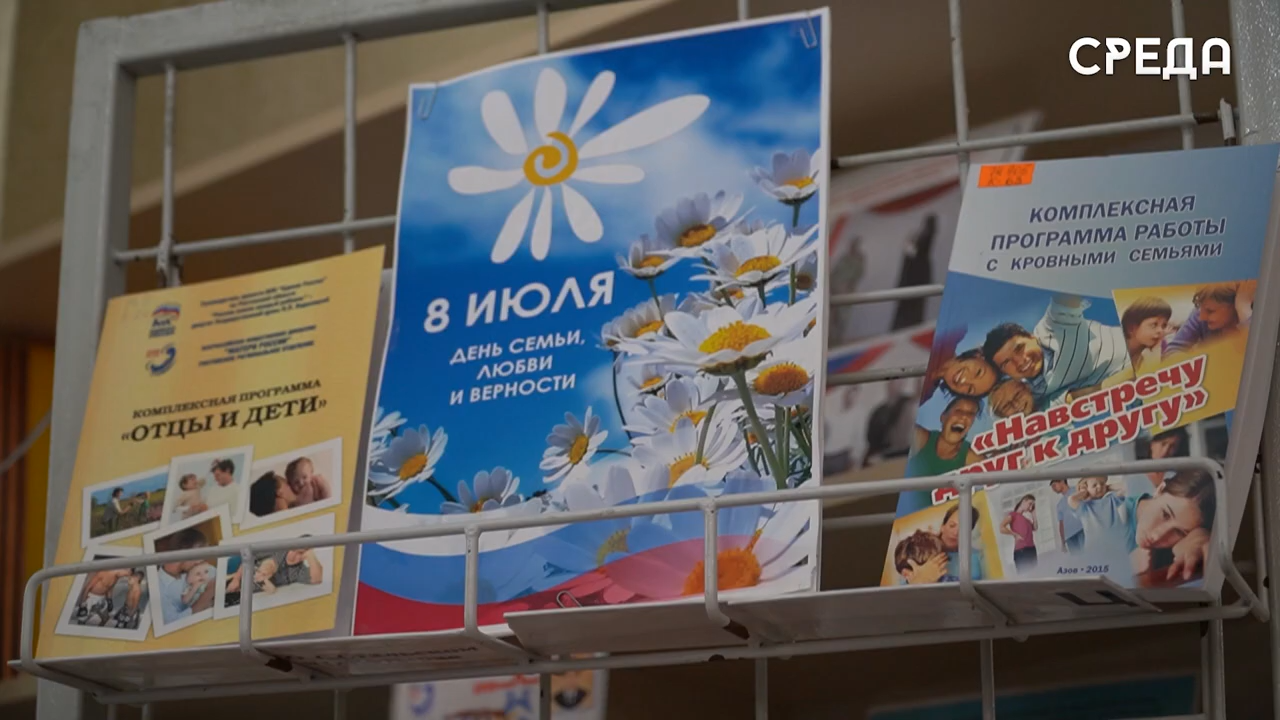 СРЕДА
КОМПЛЕКСНАЯ ПРОГРАММА
«ОТЦЫ И ДЕТИ»
8 ИЮЛЯ
ДЕНЬ СЕМЬИ,
ЛЮБВИ
И ВЕРНОСТИ
КОМПЛЕКСНАЯ
ПРОГРАММА РАБОТЫ
С КРОВНЫМИ СЕМЬЯМИ
«Навстречу
друг к другу»
Азов • 2015